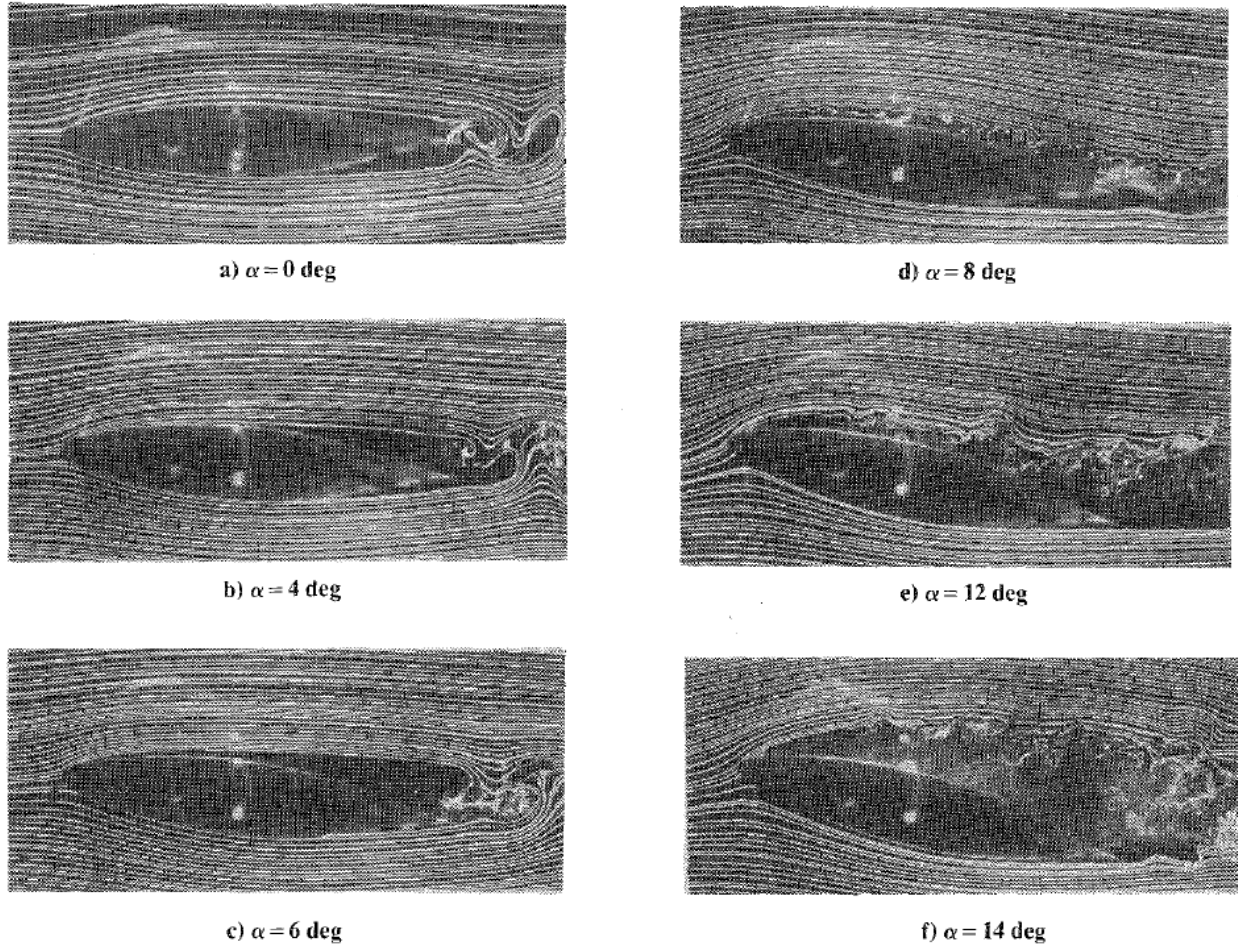 a) α = 0 deg
b) α = 4 deg
c) α = 6 deg
d) α = 8 deg
e) α = 12 deg
f) α = 14 deg